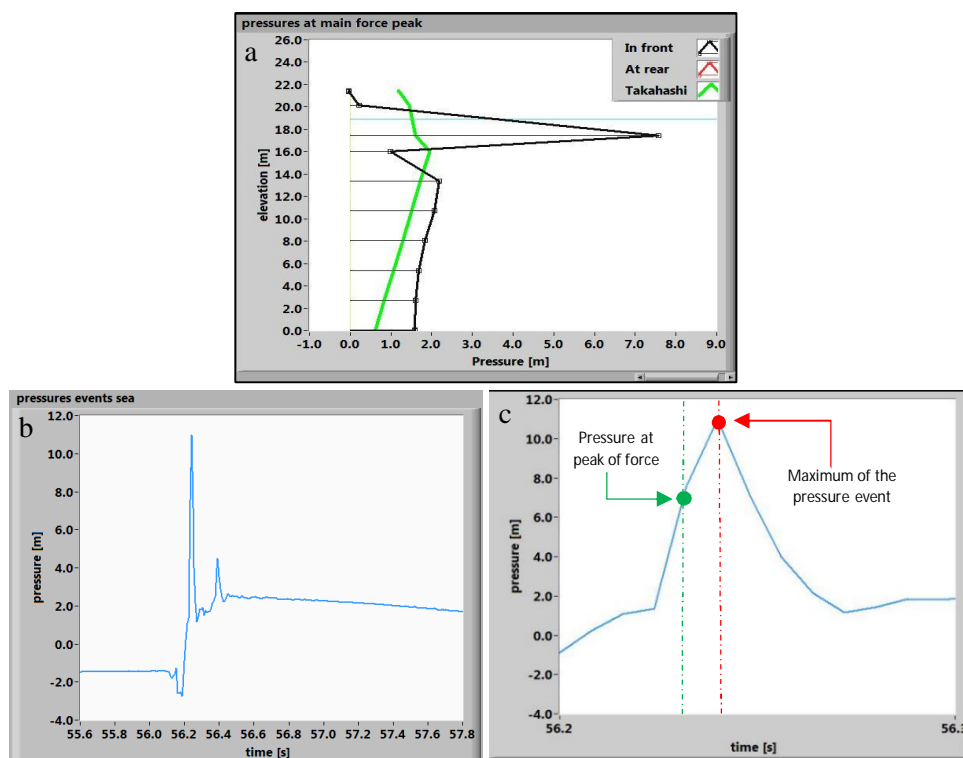 pressures at main force peak
a
In front
At rear
Takahashi
26.0
24.0
22.0
20.0
18.0
16.0
14.0
12.0
10.0
8.0
6.0
4.0
2.0
0.0
elevation [m]
-1.0 0.0 1.0 2.0 3.0 4.0 5.0 6.0 7.0 8.0 9.0
Pressure [m]
pressures events sea
b
12.0
10.0
8.0
6.0
4.0
2.0
0.0
-2.0
-4.0
pressure [m]
55.6 55.8 56.0 56.2 56.4 56.6 56.8 57.0 57.2 57.4 57.6 57.8
time [s]
c
12.0
10.0
8.0
6.0
4.0
2.0
0.0
-2.0
-4.0
pressure [m]
Pressure at
peak of force
Maximum of the
pressure event
56.2 56.3
time [s]